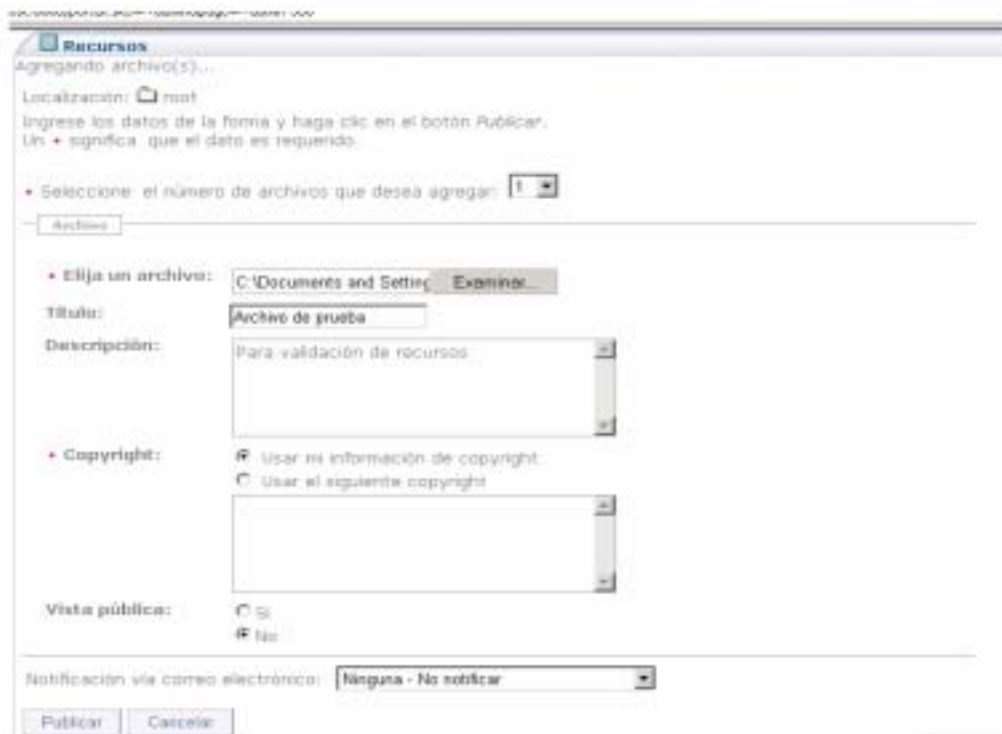 Recursos
Agregando archivo(s)...
Localización: root
Ingrese los datos de la forma y haga clic en el botón Publicar.
Un + significa que el dato es requerido.
+ Seleccione el número de archivos que desea agregar: 1
Archivo
+ Elija un archivo: C:\Documents and Setting Examinar...
Título: Archivo de prueba
Descripción: Para validación de recursos
+ Copyright: Usar mi información de copyright
Usar el siguiente copyright
Vista pública: Si
No
Notificación vía correo electrónico: Ninguna - No notificar
Publicar Cancelar